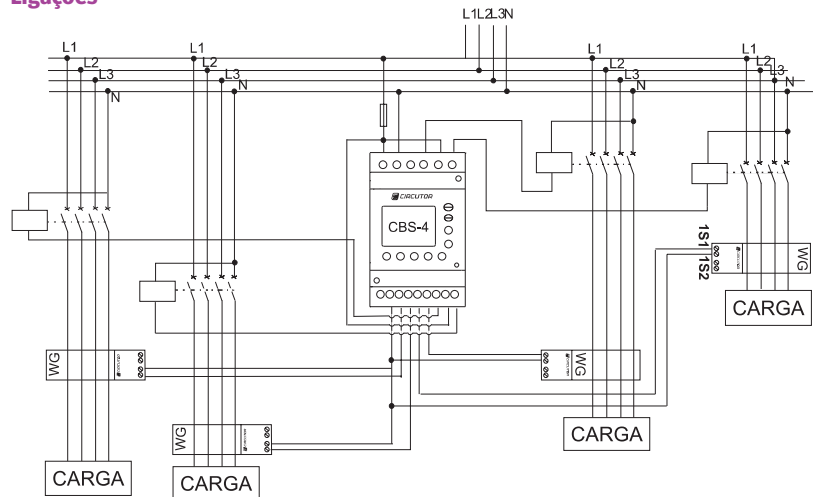 Ligações
L1L2L3N
L1
L2
L3
N
L1
L2
L3
N
L1
L2
L3
N
L1
L2
L3
N
CIRCUTOR
CBS-4
1S1 1S2
WG
CARGA
WG
WG
CARGA
WG
CARGA
CARGA